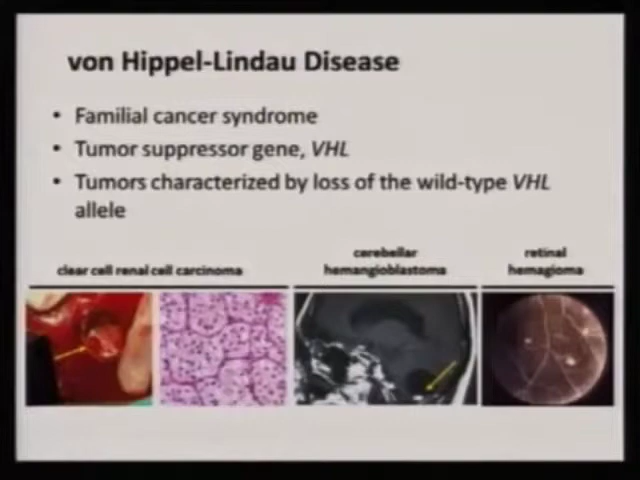 von Hippel-Lindau Disease
• Familial cancer syndrome
• Tumor suppressor gene, VHL
• Tumors characterized by loss of the wild-type VHL
allele
clear cell renal cell carcinoma
cerebellar
hemangioblastoma
retinal
hemagioma